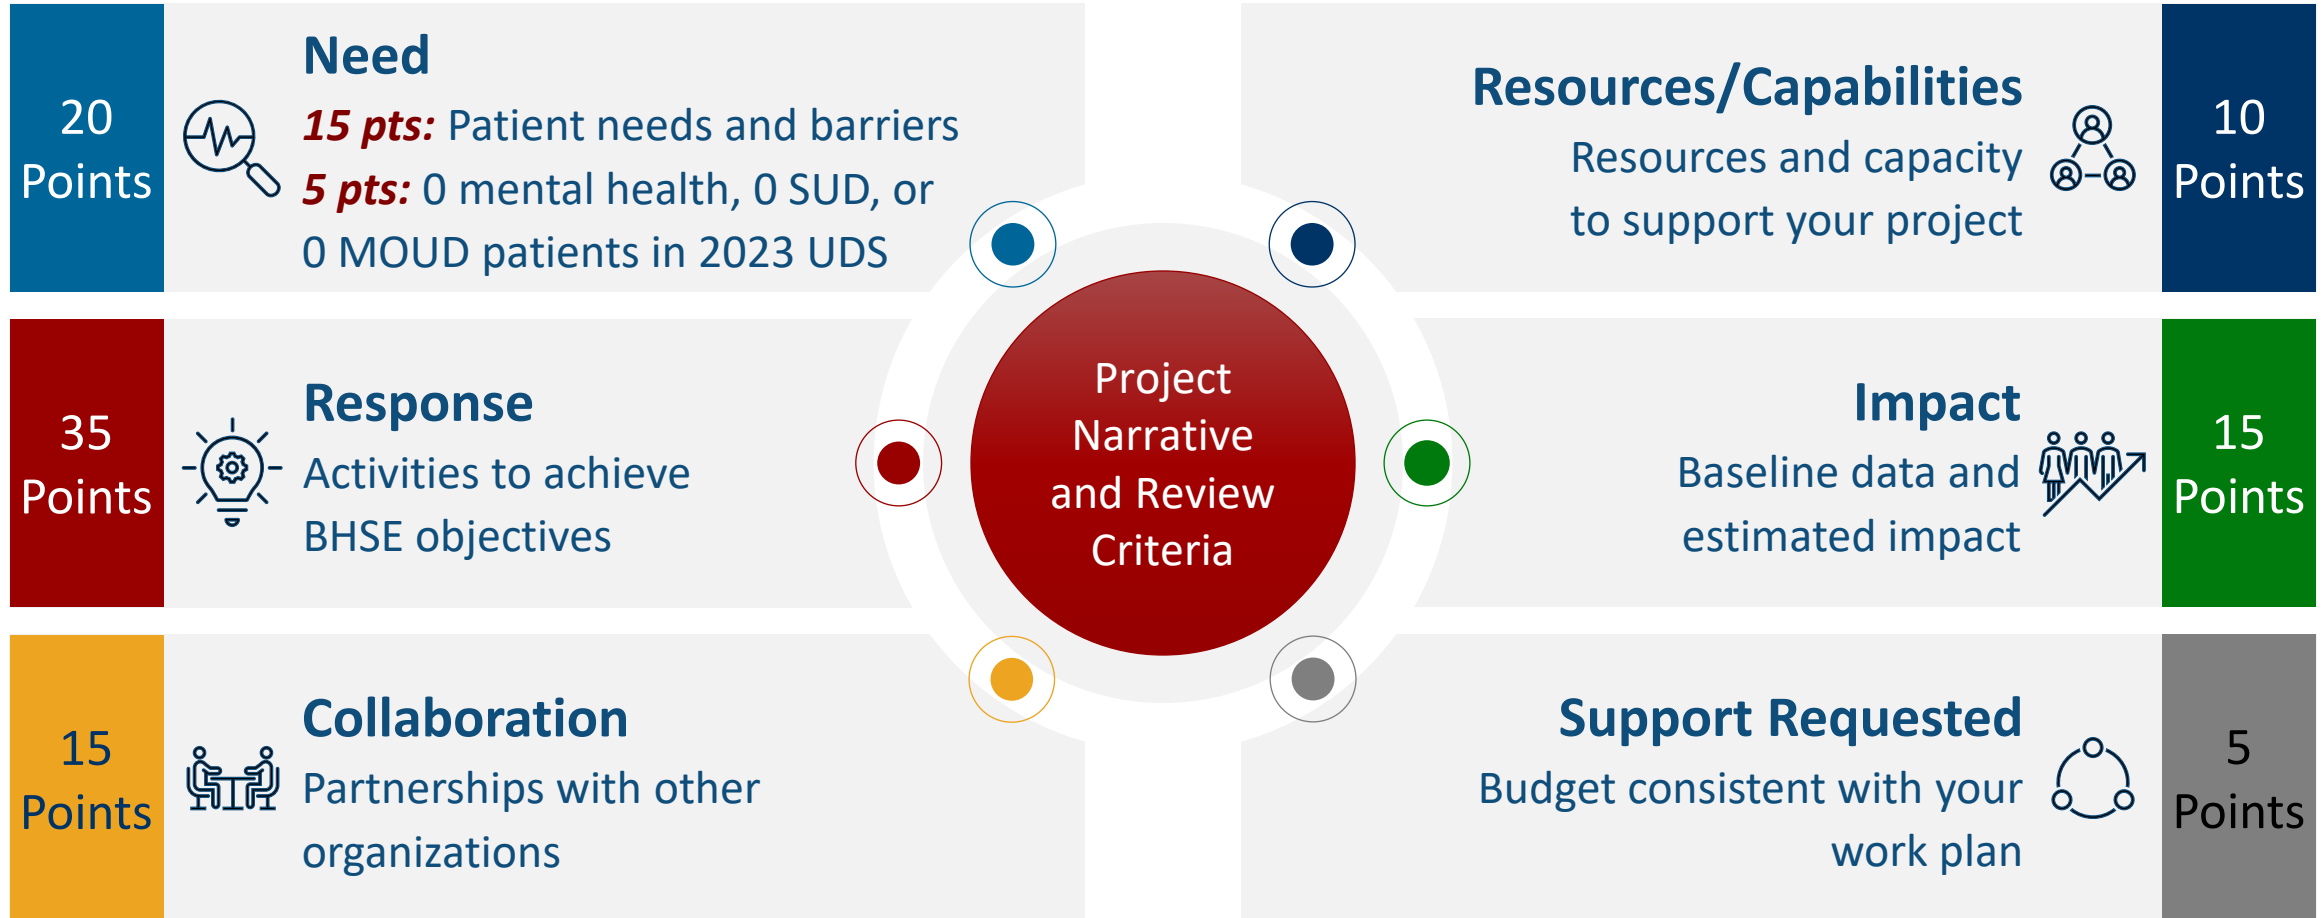 20
Points
Need
15 pts: Patient needs and barriers
5 pts: 0 mental health, 0 SUD, or
0 MOUD patients in 2023 UDS
35
Points
Response
Activities to achieve
BHSE objectives
15
Points
Collaboration
Partnerships with other
organizations
Project
Narrative
and Review
Criteria
Resources/Capabilities
Resources and capacity
to support your project
10
Points
Impact
Baseline data and
estimated impact
15
Points
Support Requested
Budget consistent with your
work plan
5
Points